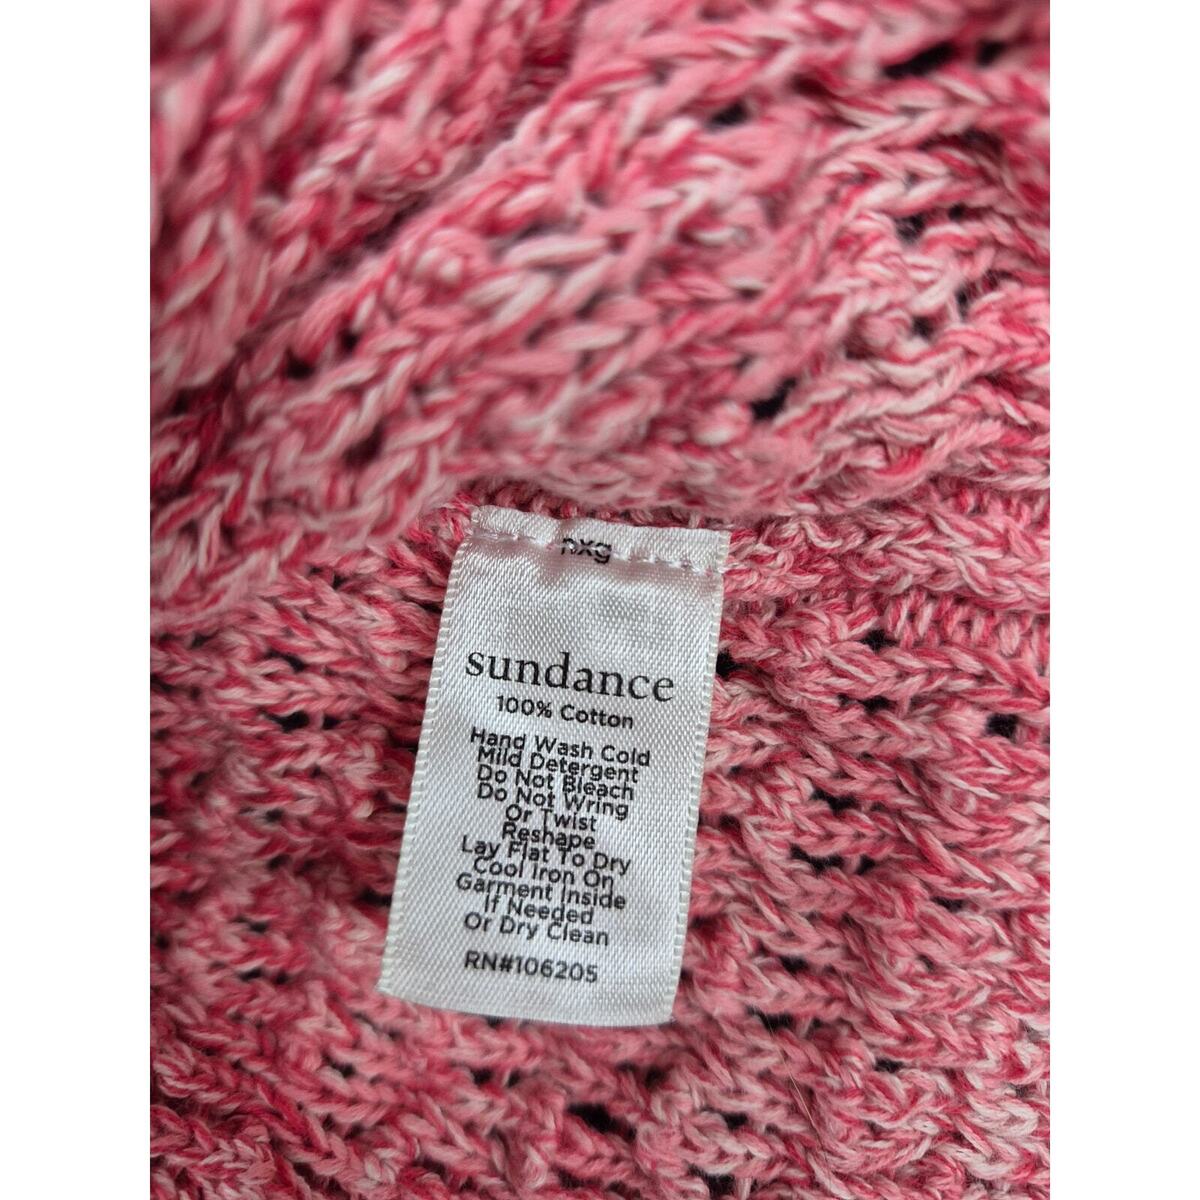 sundance
100% Cotton
Hand Wash Cold
Mild Detergent
Do Not Bleach
Do Not Wring
Or Twist
Reshape
Lay Flat To Dry
Cool Iron On
Garment Inside
If Needed
Or Dry Clean
RN#106205